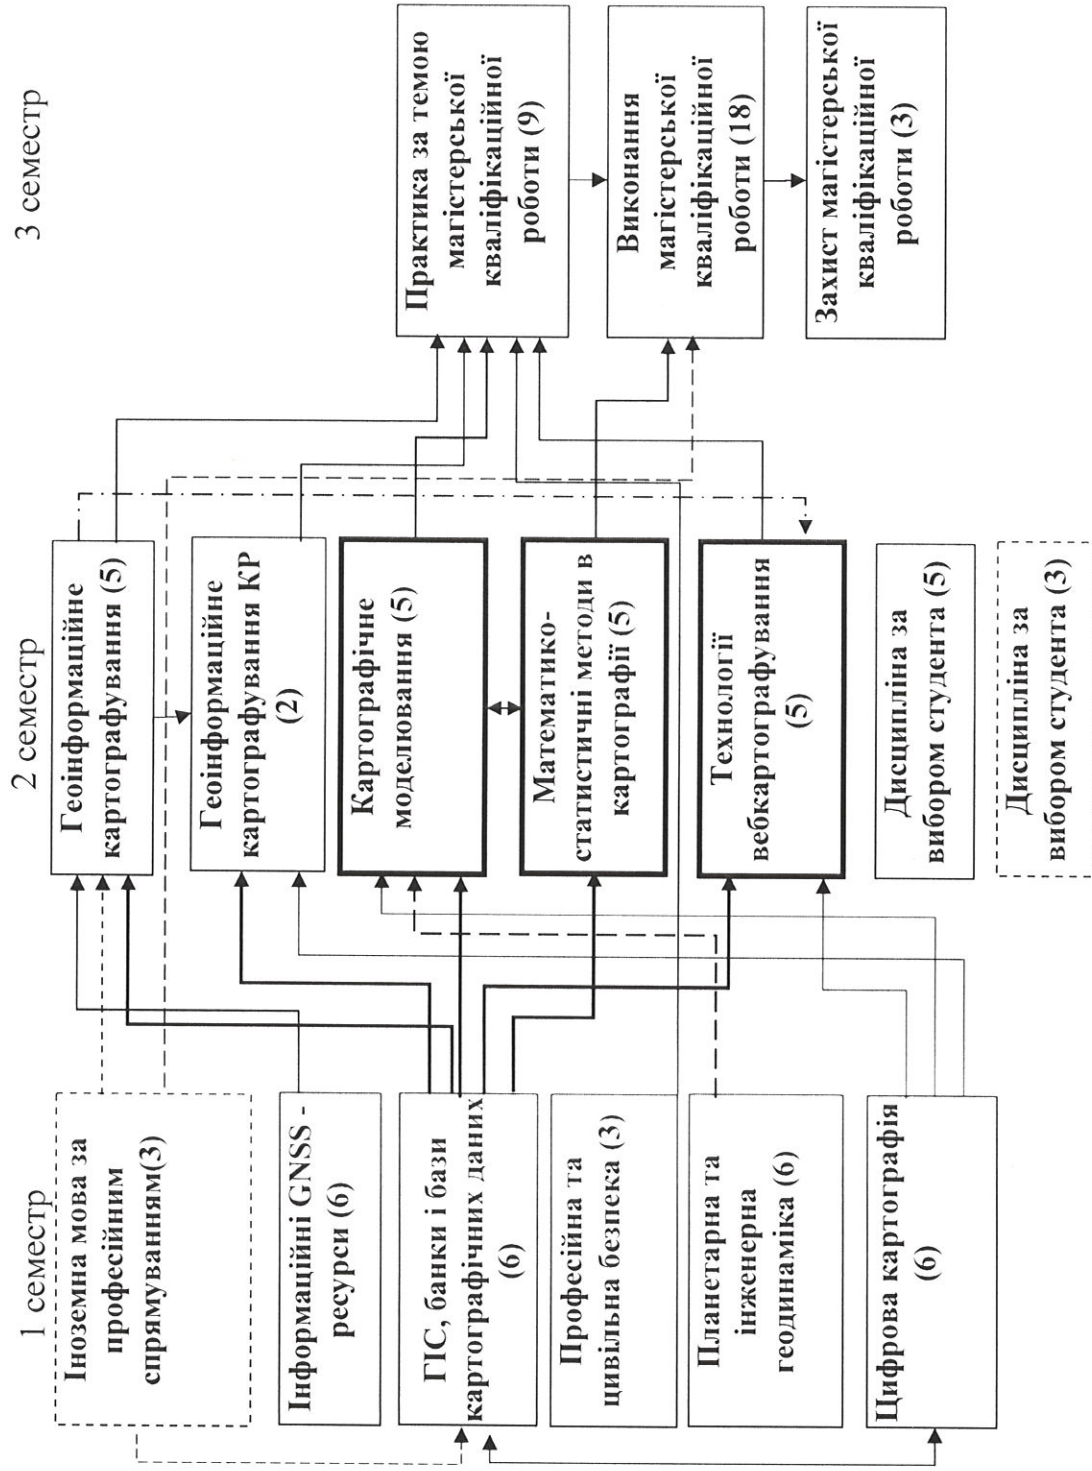 1 семестр
Іноземна мова за
професійним
спрямуванням(3)
Інформаційні GNSS -
ресурси (6)
ГІС, банки і бази
картографічних даних
(6)
Професійна та
цивільна безпека (3)
Планетарна та
інженерна
геодинаміка (6)
Цифрова картографія
(6)
2 семестр
Геоінформаційне
картографування (5)
Геоінформаційне
картографування КР
(2)
Картографічне
моделювання (5)
Математико-
статистичні методи в
картографії (5)
Технології
вебкартографування
(5)
Дисципліна за
вибором студента (5)
Дисципліна за
вибором студента (3)
3 семестр
Практика за темою
магістерської
кваліфікаційної
роботи (9)
Виконання
магістерської
кваліфікаційної
роботи (18)
Захист магістерської
кваліфікаційної
роботи (3)